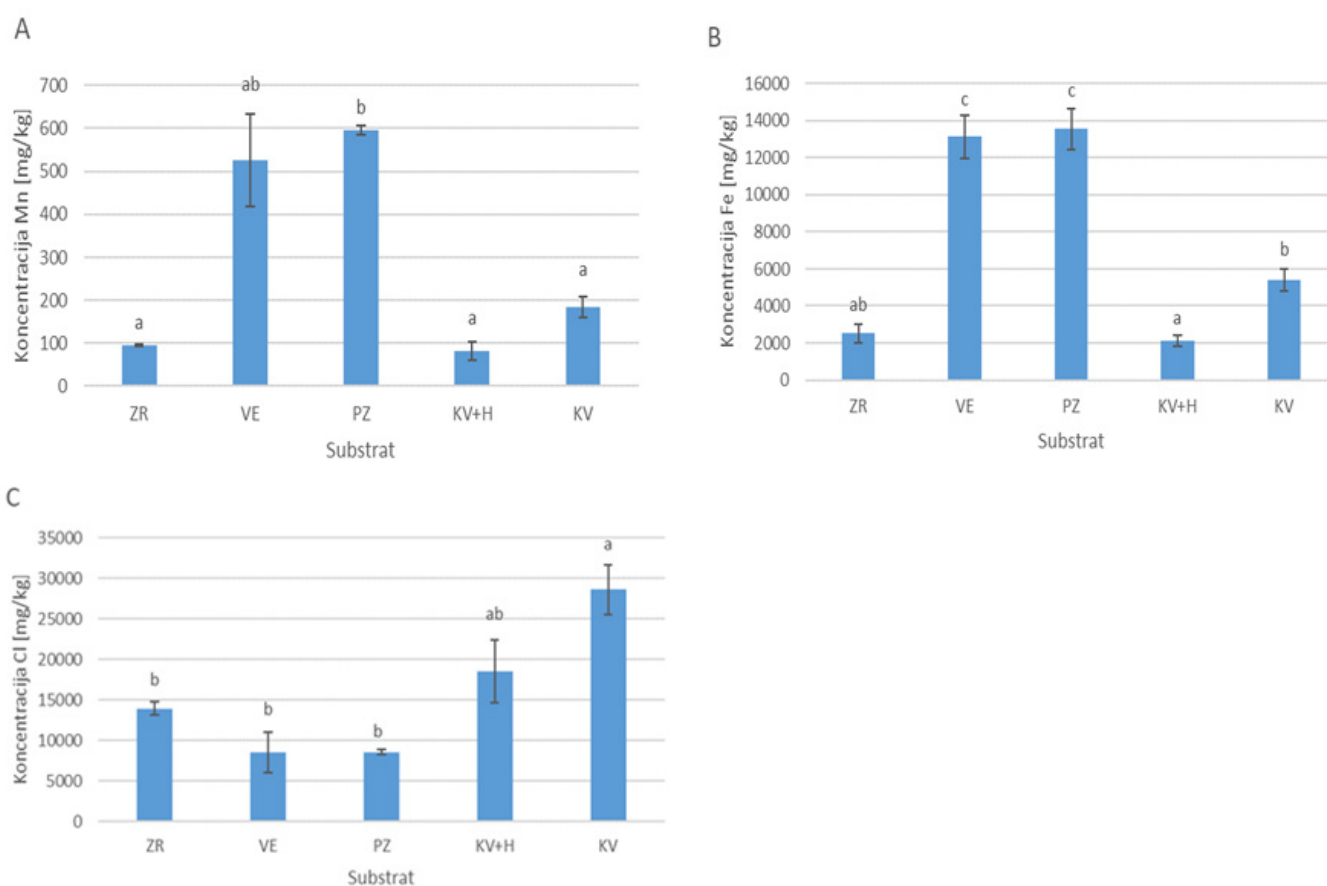 A
Koncentracija Mn [mg/kg]
700
600
500
400
300
200
100
0
a
ab
b
a
a
ZR VE PZ KV+H KV
Substrat
B
Koncentracija Fe [mg/kg]
16000
14000
12000
10000
8000
6000
4000
2000
0
ab
c
c
a
b
ZR VE PZ KV+H KV
Substrat
C
Koncentracija Cl [mg/kg]
35000
30000
25000
20000
15000
10000
5000
0
b
b
b
ab
a
ZR VE PZ KV+H KV
Substrat